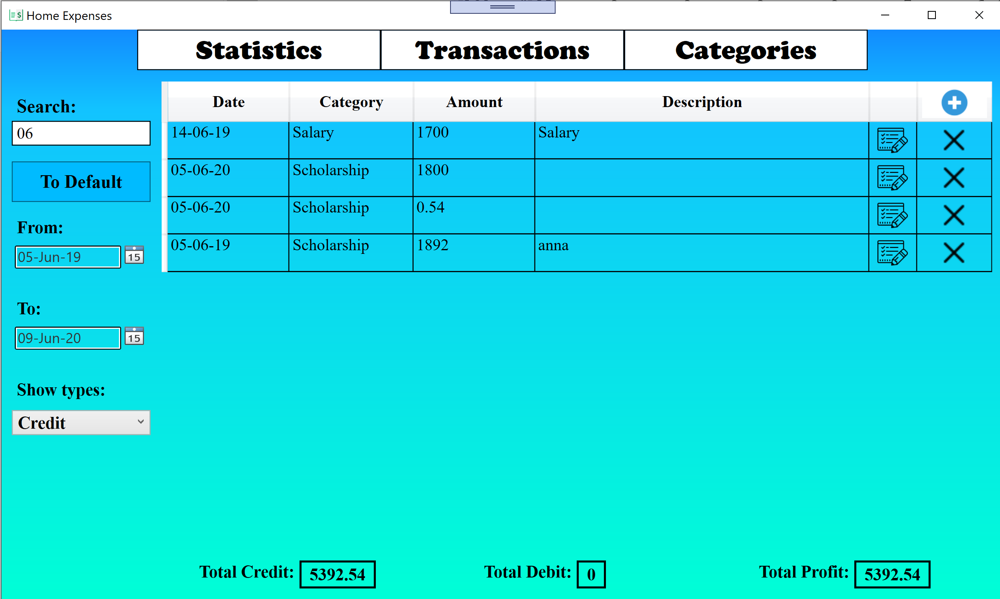 Home Expenses
Statistics Transactions Categories
Search:
06
To Default
From:
05-Jun-19 15
To:
09-Jun-20 15
Show types:
Credit
Date Category Amount Description
14-06-19 Salary 1700 Salary
05-06-20 Scholarship 1800
05-06-20 Scholarship 0.54
05-06-19 Scholarship 1892 anna
Total Credit: 5392.54 Total Debit: 0 Total Profit: 5392.54